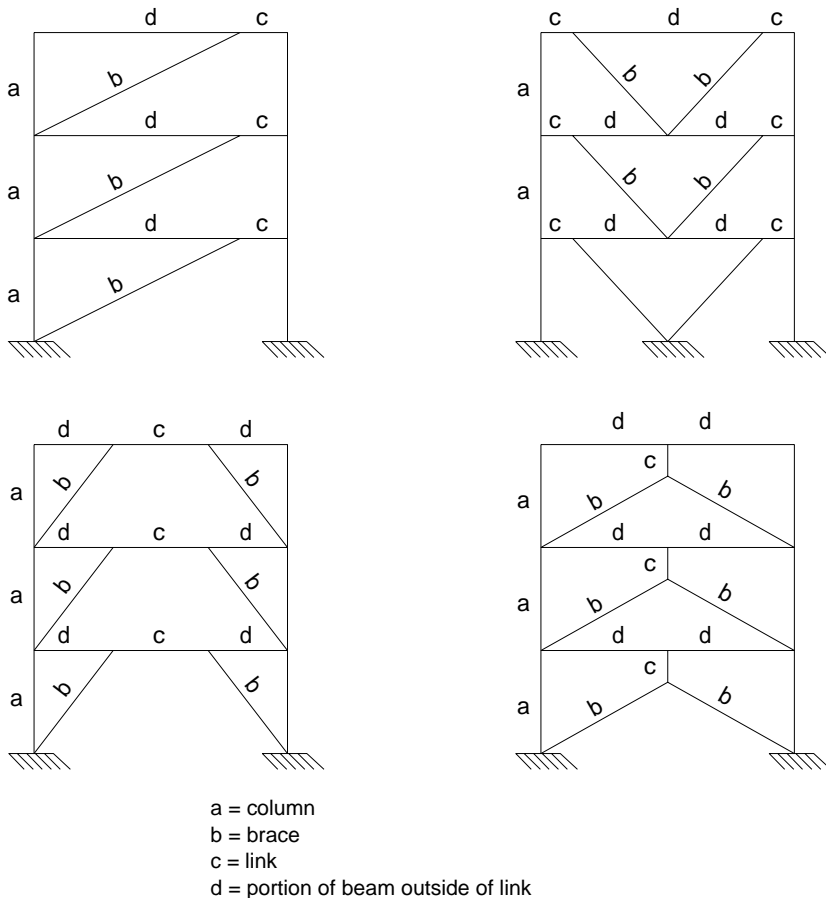 d c
a b
d c
a b
d c
a b
c d c
a b b
c d d c
a b b
c d d c
d c d
a b b
d c d
a b b
d c d
a b b
d d
c
a b b
d d
c
a b b
d d
c
a b b
a = column
b = brace
c = link
d = portion of beam outside of link